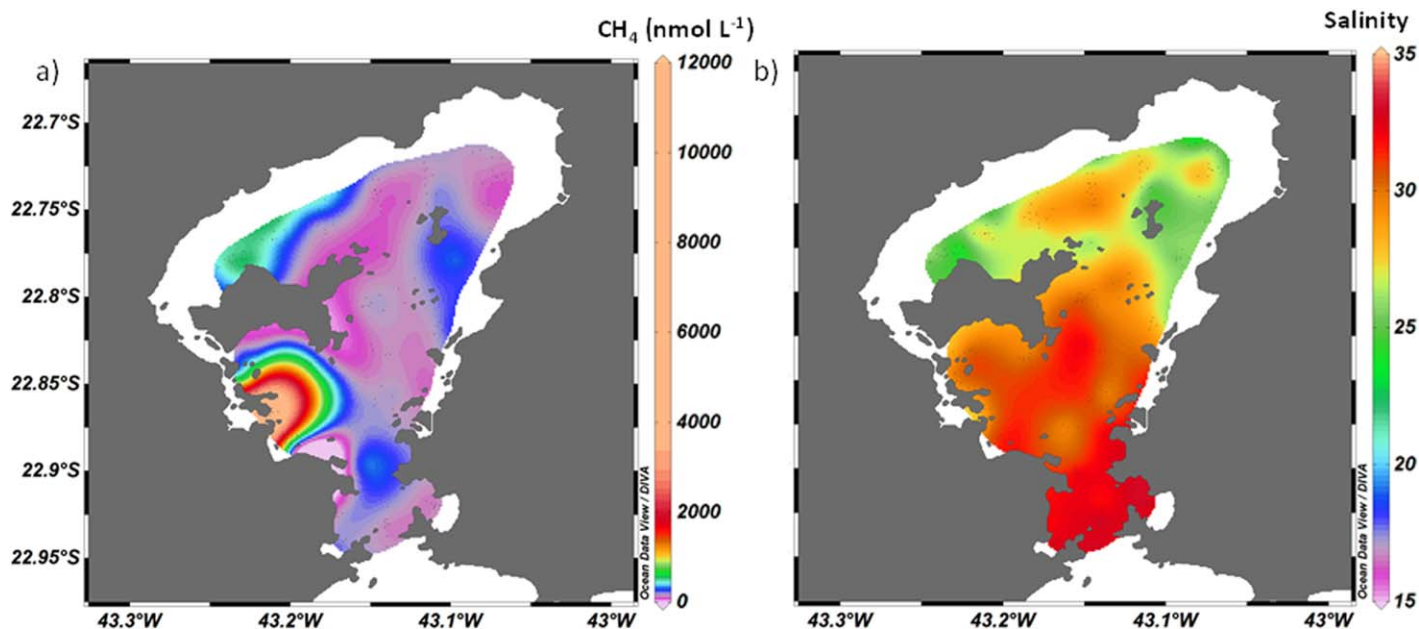 CH4 (nmol L-1)
Salinity
a)
b)
12000
10000
8000
6000
4000
2000
0
35
30
25
20
15
22.7°S
22.75°S
22.8°S
22.85°S
22.9°S
22.95°S
Ocean Data View / DIVA
Ocean Data View / DIVA
43.3°W 43.2°W 43.1°W 43°W
43.3°W 43.2°W 43.1°W 43°W